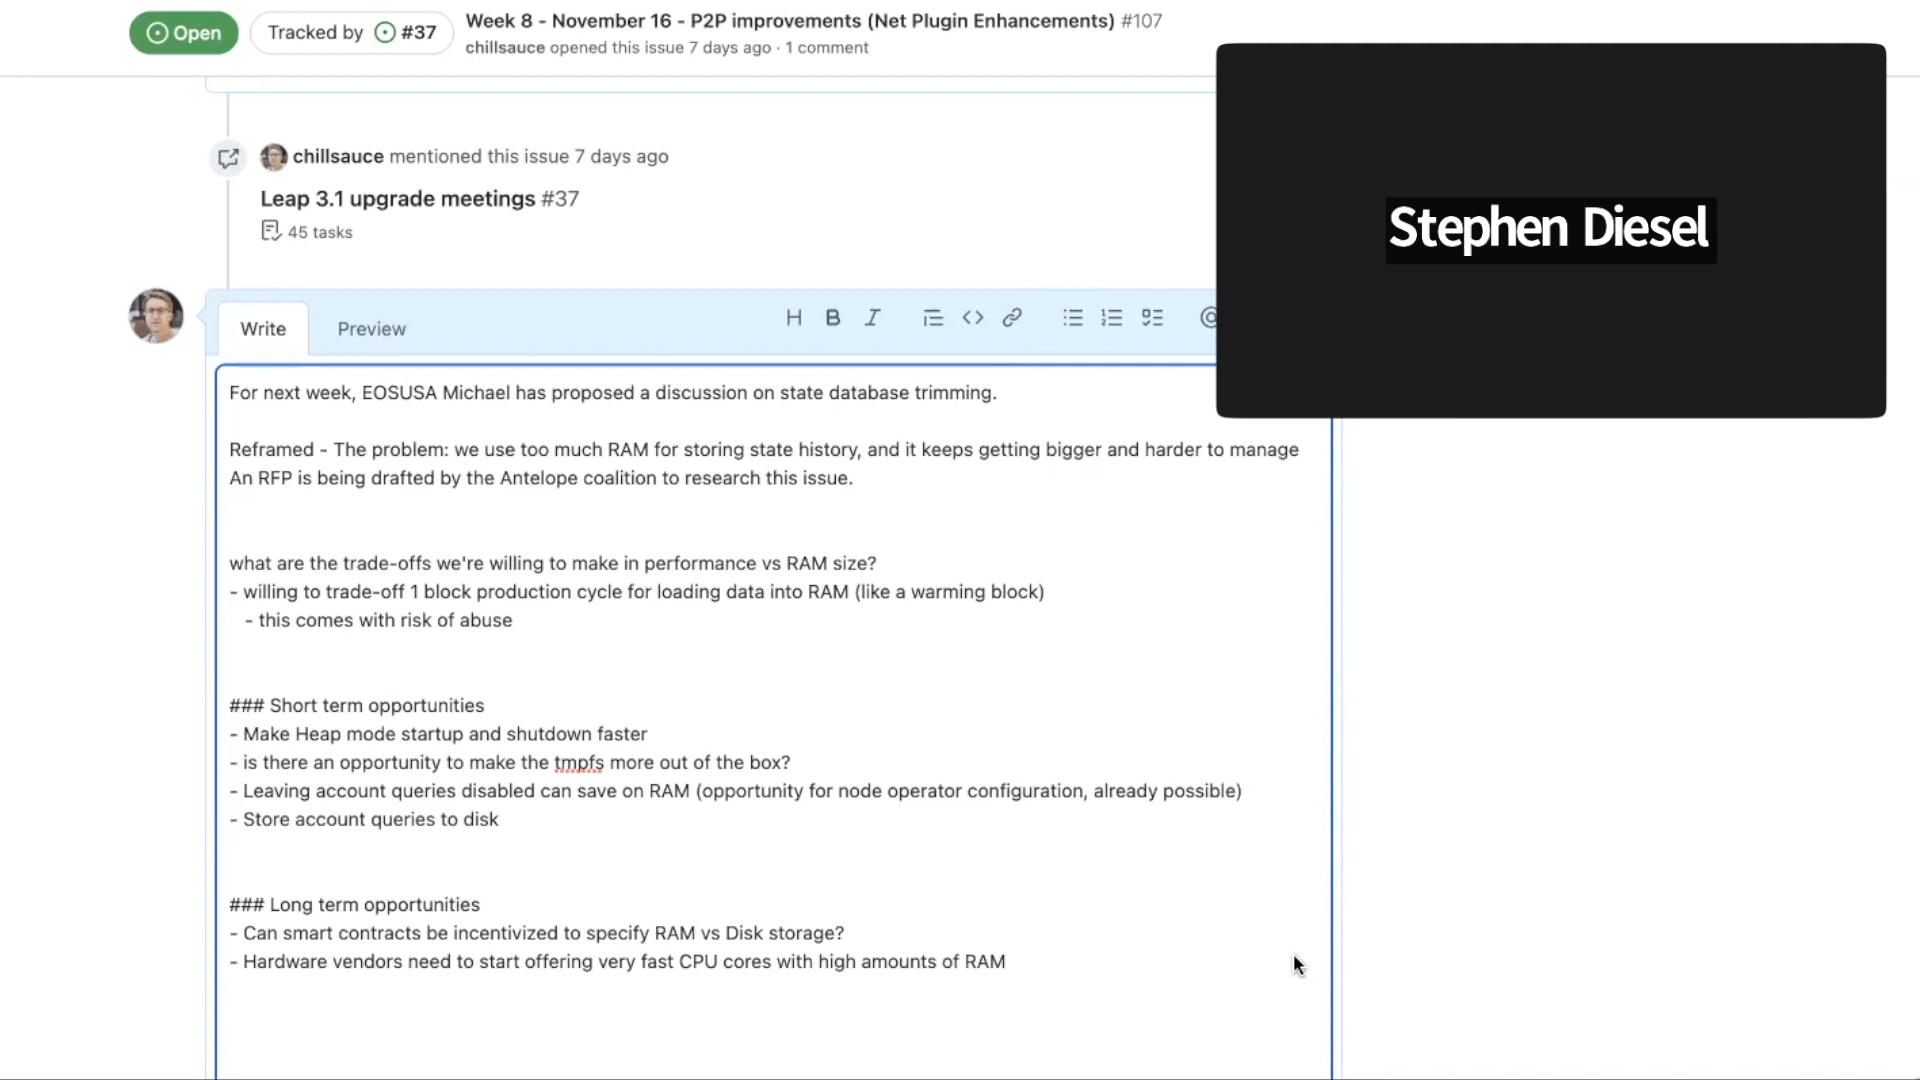 Open
Tracked by #37
Week 8 - November 16 - P2P improvements (Net Plugin Enhancements) #107
chillsauce opened this issue 7 days ago · 1 comment
chillsauce mentioned this issue 7 days ago
Leap 3.1 upgrade meetings #37
45 tasks
Stephen Diesel
Write
Preview
For next week, EOSUSA Michael has proposed a discussion on state database trimming.
Reframed - The problem: we use too much RAM for storing state history, and it keeps getting bigger and harder to manage
An RFP is being drafted by the Antelope coalition to research this issue.
what are the trade-offs we're willing to make in performance vs RAM size?
- willing to trade-off 1 block production cycle for loading data into RAM (like a warming block)
- this comes with risk of abuse
### Short term opportunities
- Make Heap mode startup and shutdown faster
- is there an opportunity to make the tmpfs more out of the box?
- Leaving account queries disabled can save on RAM (opportunity for node operator configuration, already possible)
- Store account queries to disk
### Long term opportunities
- Can smart contracts be incentivized to specify RAM vs Disk storage?
- Hardware vendors need to start offering very fast CPU cores with high amounts of RAM